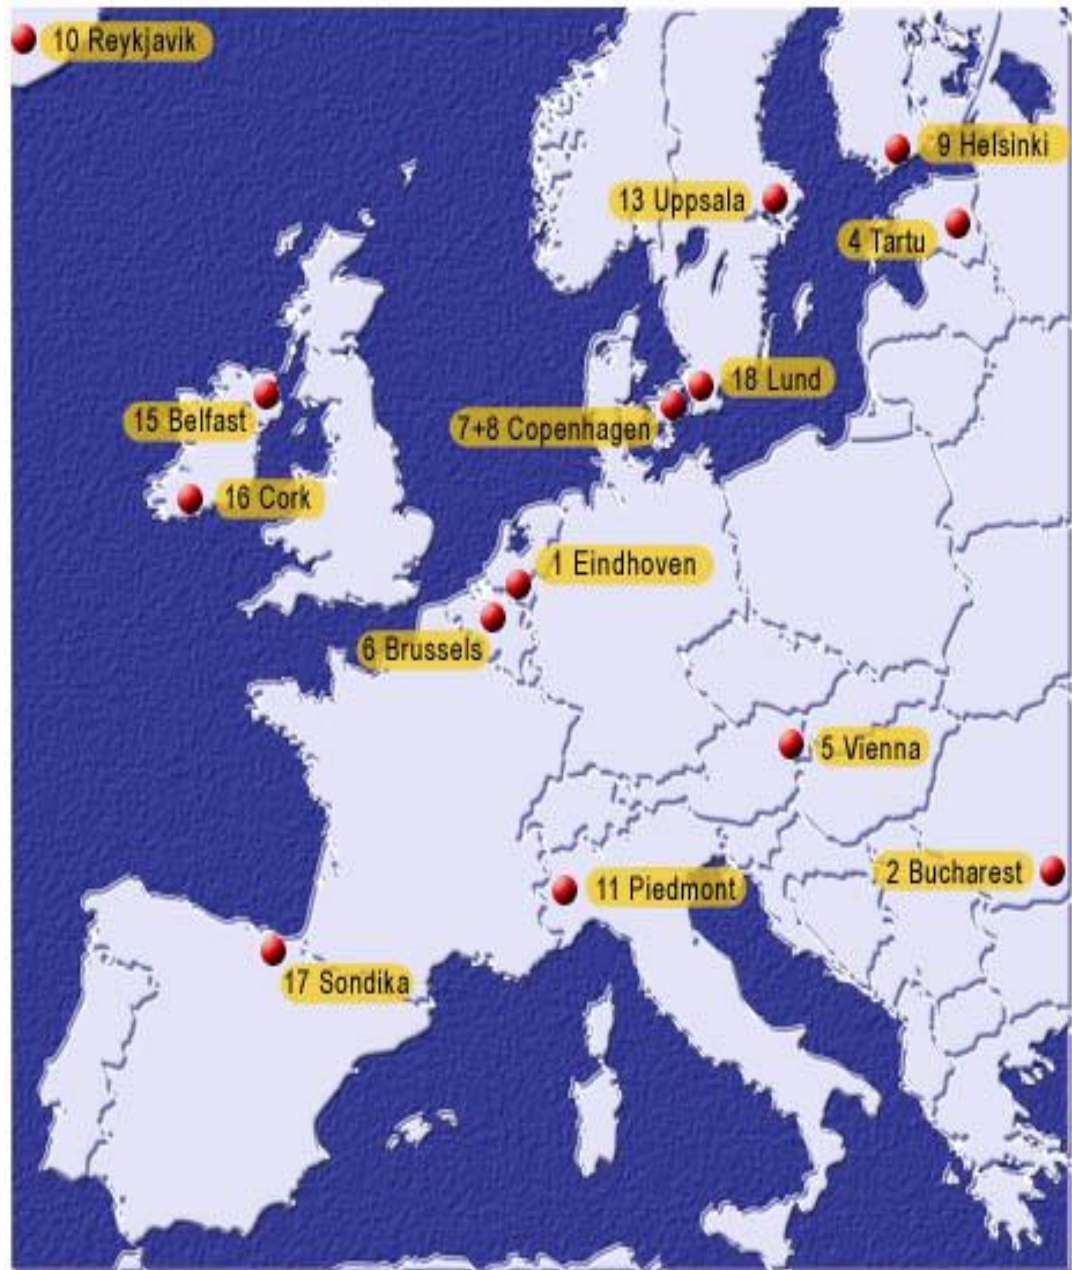 10 Reykjavik
9 Helsinki
13 Uppsala
4 Tartu
18 Lund
15 Belfast
7+8 Copenhagen
16 Cork
1 Eindhoven
6 Brussels
5 Vienna
2 Bucharest
11 Piedmont
17 Sondika